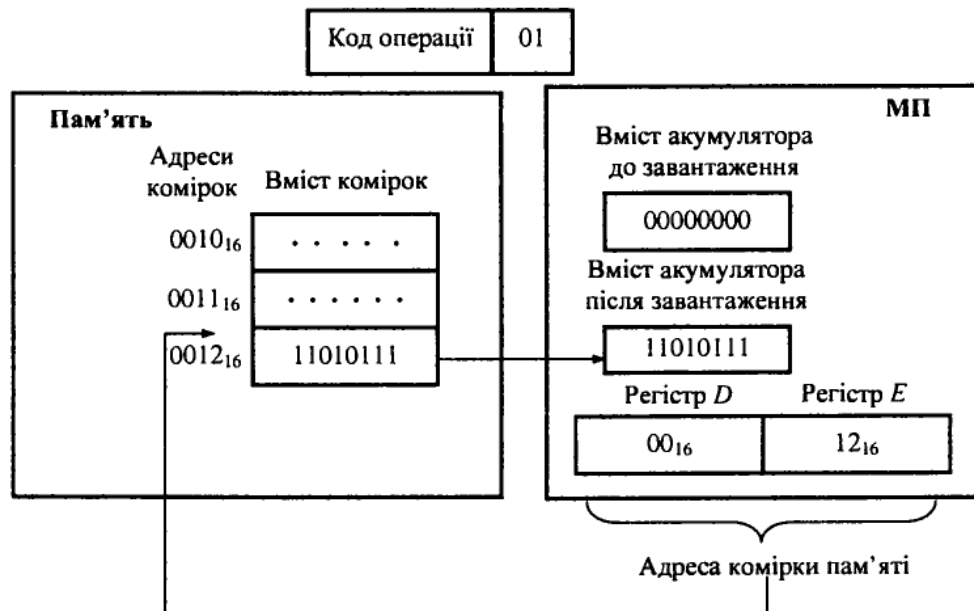 Код операції 01
Пам’ять
Адреси комірок
Вміст комірок
0010₁₆ . . . . .
0011₁₆ . . . . . .
0012₁₆ 11010111
МП
Вміст акумулятора
до завантаження
00000000
Вміст акумулятора
після завантаження
11010111
Регістр D Регістр E
00₁₆ 12₁₆
Адреса комірки пам’яті